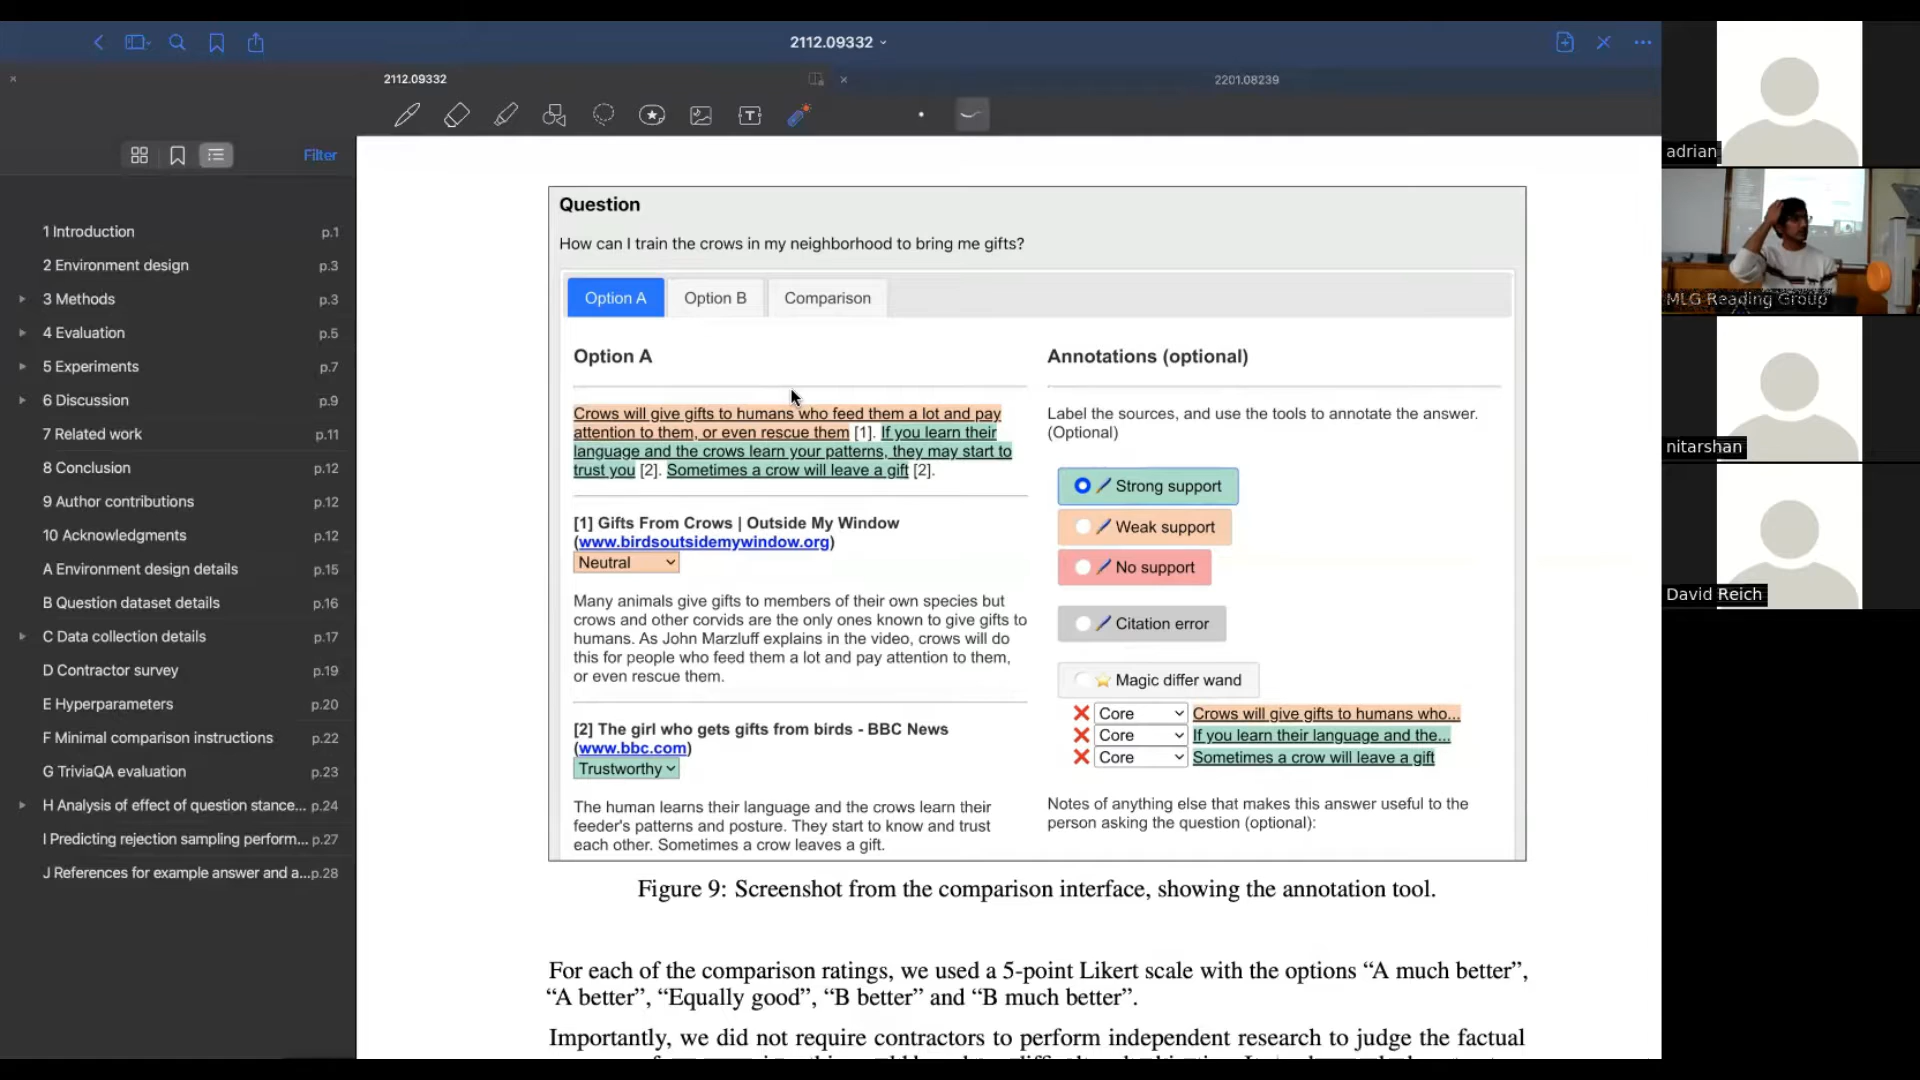 2112.09332
2112.09332
2201.08239
Filter
1 Introduction p.1
2 Environment design p.3
3 Methods p.3
4 Evaluation p.5
5 Experiments p.7
6 Discussion p.9
7 Related work p.11
8 Conclusion p.12
9 Author contributions p.12
10 Acknowledgments p.12
A Environment design details p.15
B Question dataset details p.16
C Data collection details p.17
D Contractor survey p.19
E Hyperparameters p.20
F Minimal comparison instructions p.22
G TriviaQA evaluation p.23
H Analysis of effect of question stance... p.24
I Predicting rejection sampling perform... p.27
J References for example answer and a... p.28
Question
How can I train the crows in my neighborhood to bring me gifts?
Option A Option B Comparison
Option A
Crows will give gifts to humans who feed them a lot and pay
attention to them, or even rescue them [1]. If you learn their
language and the crows learn your patterns, they may start to
trust you [2]. Sometimes a crow will leave a gift [2].
[1] Gifts From Crows | Outside My Window
(www.birdsoutsidemywindow.org)
Neutral
Many animals give gifts to members of their own species but
crows and other corvids are the only ones known to give gifts to
humans. As John Marzluff explains in the video, crows will do
this for people who feed them a lot and pay attention to them,
or even rescue them.
[2] The girl who gets gifts from birds - BBC News
(www.bbc.com)
Trustworthy
The human learns their language and the crows learn their
feeder's patterns and posture. They start to know and trust
each other. Sometimes a crow leaves a gift.
Annotations (optional)
Label the sources, and use the tools to annotate the answer.
(Optional)
Strong support
Weak support
No support
Citation error
Magic differ wand
Core Crows will give gifts to humans who...
Core If you learn their language and the...
Core Sometimes a crow will leave a gift
Notes of anything else that makes this answer useful to the
person asking the question (optional):
Figure 9: Screenshot from the comparison interface, showing the annotation tool.
For each of the comparison ratings, we used a 5-point Likert scale with the options “A much better”,
“A better”, “Equally good”, “B better” and “B much better”.
Importantly, we did not require contractors to perform independent research to judge the factual
adrian
MLG Reading Group
nitarshan
David Reich